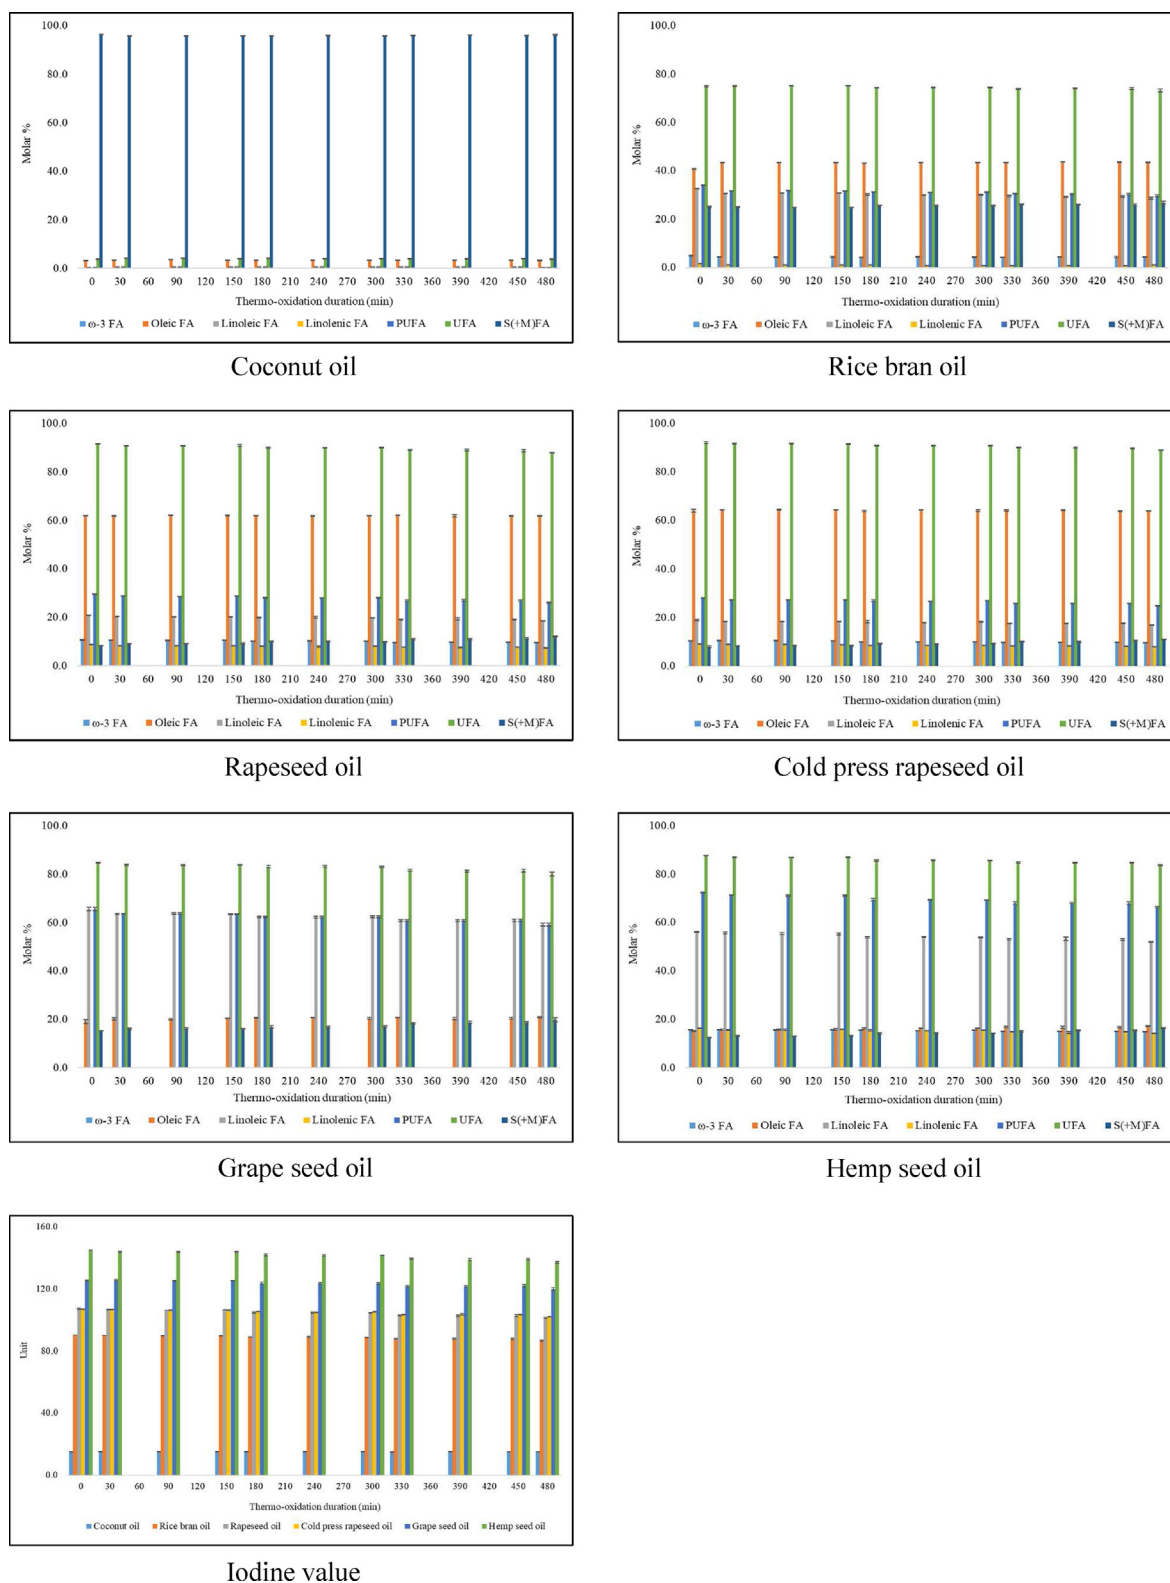 100.0
80.0
60.0
40.0
20.0
0.0
Molar %
0 30 60 90 120 150 180 210 240 270 300 330 360 390 420 450 480
Thermo-oxidation duration (min)
ω-3 FA Oleic FA Linoleic FA Linolenic FA PUFA UFA S(+M)FA
Coconut oil
100.0
80.0
60.0
40.0
20.0
0.0
Molar %
0 30 60 90 120 150 180 210 240 270 300 330 360 390 420 450 480
Thermo-oxidation duration (min)
ω-3 FA Oleic FA Linoleic FA Linolenic FA PUFA UFA S(+M)FA
Rice bran oil
100.0
80.0
60.0
40.0
20.0
0.0
Molar %
0 30 60 90 120 150 180 210 240 270 300 330 360 390 420 450 480
Thermo-oxidation duration (min)
ω-3 FA Oleic FA Linoleic FA Linolenic FA PUFA UFA S(+M)FA
Rapeseed oil
100.0
80.0
60.0
40.0
20.0
0.0
Molar %
0 30 60 90 120 150 180 210 240 270 300 330 360 390 420 450 480
Thermo-oxidation duration (min)
ω-3 FA Oleic FA Linoleic FA Linolenic FA PUFA UFA S(+M)FA
Cold press rapeseed oil
100.0
80.0
60.0
40.0
20.0
0.0
Molar %
0 30 60 90 120 150 180 210 240 270 300 330 360 390 420 450 480
Thermo-oxidation duration (min)
ω-3 FA Oleic FA Linoleic FA Linolenic FA PUFA UFA S(+M)FA
Grape seed oil
100.0
80.0
60.0
40.0
20.0
0.0
Molar %
0 30 60 90 120 150 180 210 240 270 300 330 360 390 420 450 480
Thermo-oxidation duration (min)
ω-3 FA Oleic FA Linoleic FA Linolenic FA PUFA UFA S(+M)FA
Hemp seed oil
160.0
120.0
80.0
40.0
0.0
Unit
0 30 60 90 120 150 180 210 240 270 300 330 360 390 420 450 480
Thermo-oxidation duration (min)
Coconut oil Rice bran oil Rapeseed oil Cold press rapeseed oil Grape seed oil Hemp seed oil
Iodine value